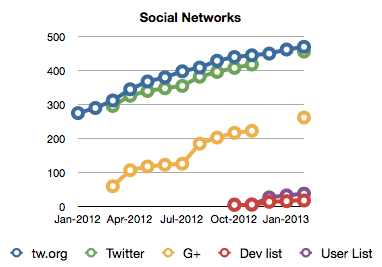 Social Networks
500
400
300
200
100
0
Jan-2012 Apr-2012 Jul-2012 Oct-2012 Jan-2013
tw.org Twitter G+ Dev list User List